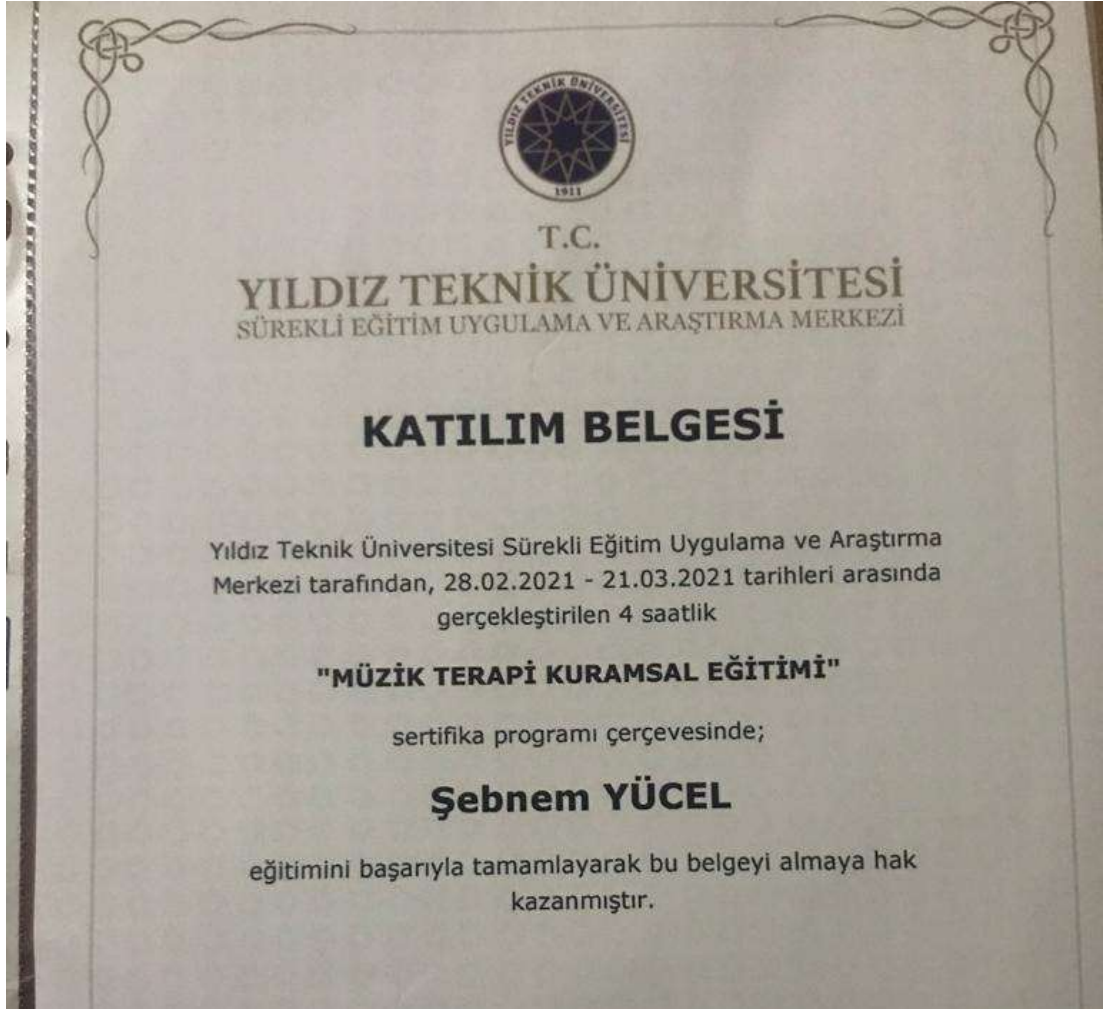 YILDIZ TEKNİK ÜNİVERSİTESİ
1911
T.C.
YILDIZ TEKNİK ÜNİVERSİTESİ
SÜREKLİ EĞİTİM UYGULAMA VE ARAŞTIRMA MERKEZİ
KATILIM BELGESİ
Yıldız Teknik Üniversitesi Sürekli Eğitim Uygulama ve Araştırma
Merkezi tarafından, 28.02.2021 - 21.03.2021 tarihleri arasında
gerçekleştirilen 4 saatlik
"MÜZİK TERAPİ KURAMSAL EĞİTİMİ"
sertifika programı çerçevesinde;
Şebnem YÜCEL
eğitimini başarıyla tamamlayarak bu belgeyi almaya hak
kazanmıştır.